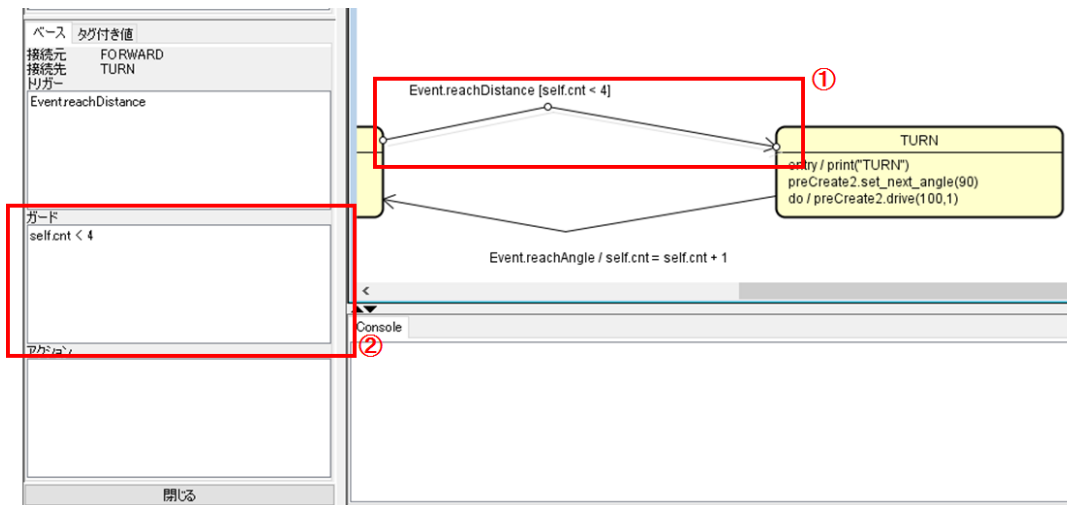 ベース タグ付き値
接続元 FORWARD
接続先 TURN
トリガー
Event.reachDistance
ガード
self.cnt < 4
アクション
閉じる
Event.reachDistance [self.cnt < 4]
①
TURN
entry / print("TURN")
preCreate2.set_next_angle(90)
do / preCreate2.drive(100,1)
Event.reachAngle / self.cnt = self.cnt + 1
Console
②